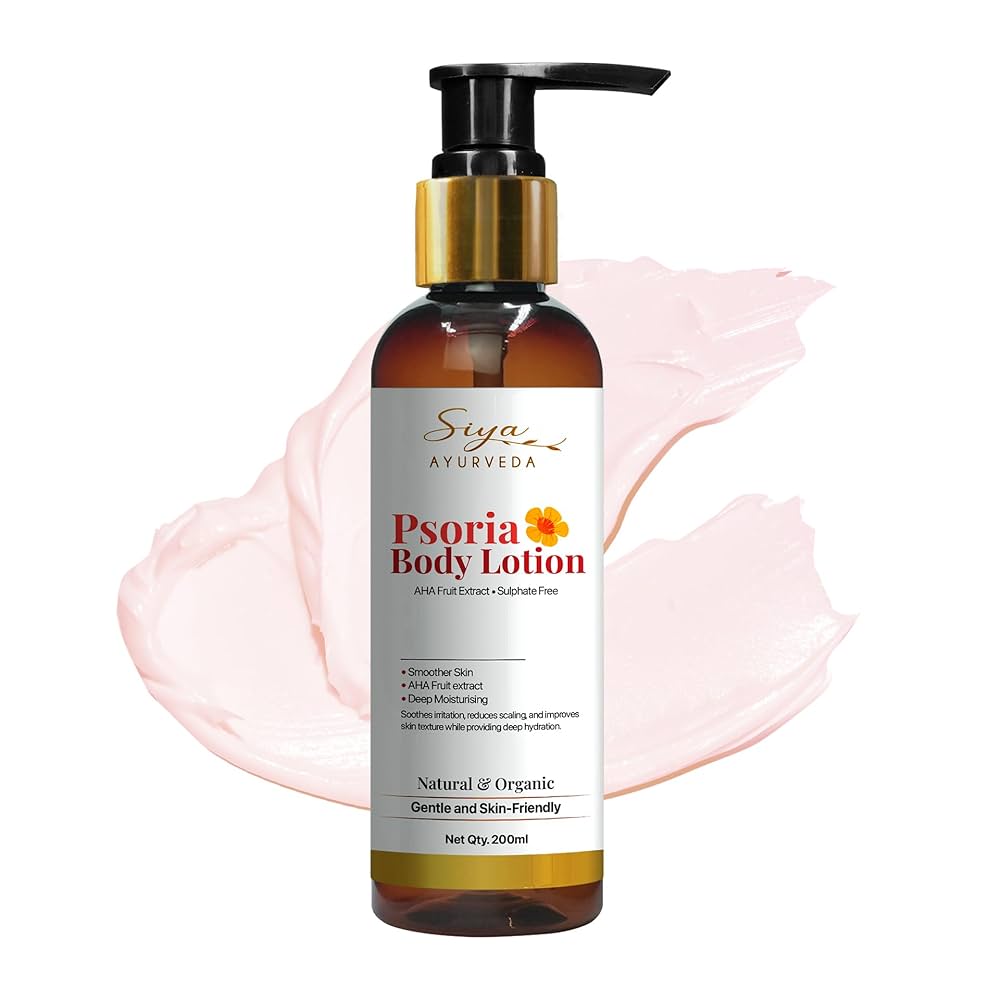 Siya
AYURVEDA
Psoria
Body Lotion
AHA Fruit Extract • Sulphate Free
• Smoother Skin
• AHA Fruit extract
• Deep Moisturising
Soothes irritation, reduces scaling, and improves
skin texture while providing deep hydration.
Natural & Organic
Gentle and Skin-Friendly
Net Qty. 200ml